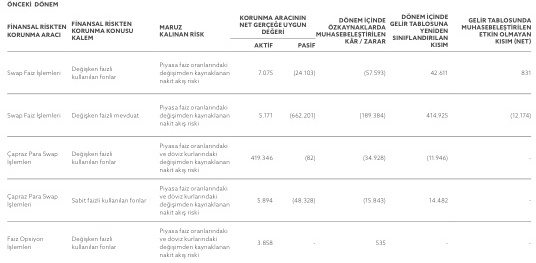 ÖNCEKİ DÖNEM
FİNANSAL RİSKTEN
KORUNMA ARACI
FİNANSAL RİSKTEN
KORUNMA KONUSU
KALEM
MARUZ
KALINAN RİSK
KORUNMA ARACININ
NET GERÇEĞE UYGUN
DEĞERİ
AKTİF PASİF
DÖNEM İÇİNDE
ÖZKAYNAKLARDA
MUHASEBELEŞTİRİLEN
KÂR / ZARAR
DÖNEM İÇİNDE
GELİR TABLOSUNA
YENİDEN
SINIFLANDIRILAN
KISIM
GELİR TABLOSUNDA
MUHASEBELEŞTİRİLEN
ETKİN OLMAYAN
KISIM (NET)
Swap Faiz İşlemleri
Değişken faizli
kullanılan fonlar
Piyasa faiz oranlarındaki
değişimden kaynaklanan
nakit akış riski
7.075 (24.103) (57.593) 42.611 831
Swap Faiz İşlemleri
Değişken faizli mevduat
Piyasa faiz oranlarındaki
değişimden kaynaklanan
nakit akış riski
5.171 (662.201) (189.384) 414.925 (12.174)
Çapraz Para Swap
İşlemleri
Değişken faizli
kullanılan fonlar
Piyasa faiz oranlarındaki
ve döviz kurlarındaki
değişimden kaynaklanan
nakit akış riski
419.346 (82) (34.928) (11.946) -
Çapraz Para Swap
İşlemleri
Sabit faizli kullanılan fonlar
Piyasa faiz oranlarındaki
ve döviz kurlarındaki
değişimden kaynaklanan
nakit akış riski
5.894 (48.328) (15.843) 14.482 -
Faiz Opsiyon
İşlemleri
Değişken faizli
kullanılan fonlar
Piyasa faiz oranlarındaki
ve döviz kurlarındaki
değişimden kaynaklanan
nakit akış riski
3.858 - 535 - -